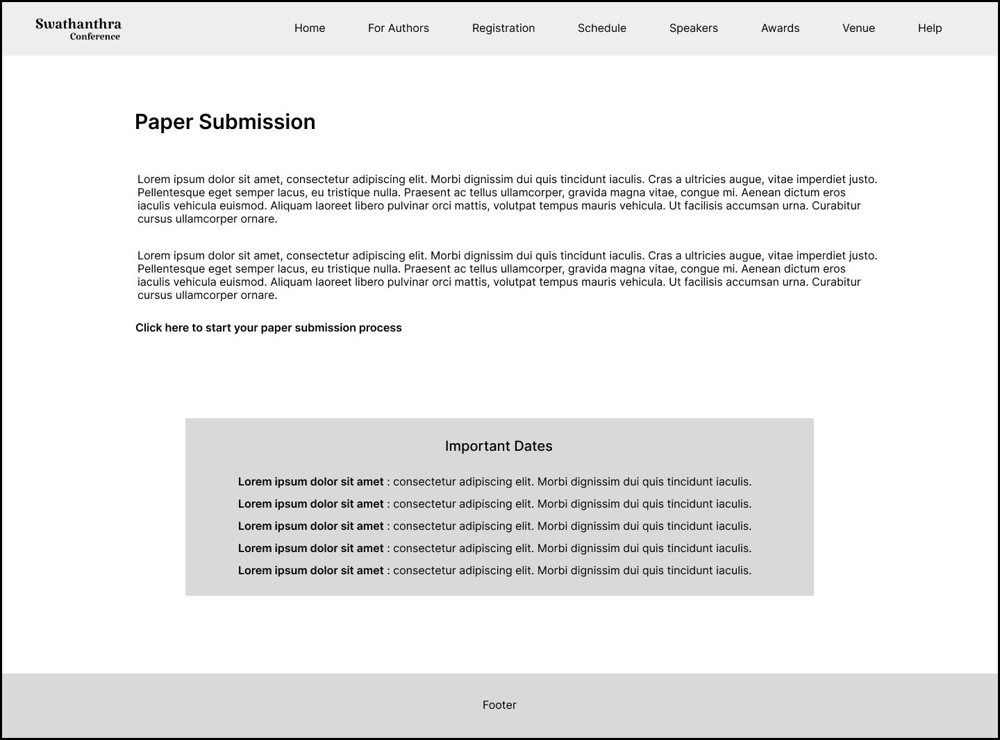 Swathanthra
Conference
Home For Authors Registration Schedule Speakers Awards Venue Help
Paper Submission
Lorem ipsum dolor sit amet, consectetur adipiscing elit. Morbi dignissim dui quis tincidunt iaculis. Cras a ultricies augue, vitae imperdiet justo.
Pellentesque eget semper lacus, eu tristique nulla. Praesent ac tellus ullamcorper, gravida magna vitae, congue mi. Aenean dictum eros
iaculis vehicula euismod. Aliquam laoreet libero pulvinar orci mattis, volutpat tempus mauris vehicula. Ut facilisis accumsan urna. Curabitur
cursus ullamcorper ornare.
Lorem ipsum dolor sit amet, consectetur adipiscing elit. Morbi dignissim dui quis tincidunt iaculis. Cras a ultricies augue, vitae imperdiet justo.
Pellentesque eget semper lacus, eu tristique nulla. Praesent ac tellus ullamcorper, gravida magna vitae, congue mi. Aenean dictum eros
iaculis vehicula euismod. Aliquam laoreet libero pulvinar orci mattis, volutpat tempus mauris vehicula. Ut facilisis accumsan urna. Curabitur
cursus ullamcorper ornare.
Click here to start your paper submission process
Important Dates
Lorem ipsum dolor sit amet : consectetur adipiscing elit. Morbi dignissim dui quis tincidunt iaculis.
Lorem ipsum dolor sit amet : consectetur adipiscing elit. Morbi dignissim dui quis tincidunt iaculis.
Lorem ipsum dolor sit amet : consectetur adipiscing elit. Morbi dignissim dui quis tincidunt iaculis.
Lorem ipsum dolor sit amet : consectetur adipiscing elit. Morbi dignissim dui quis tincidunt iaculis.
Lorem ipsum dolor sit amet : consectetur adipiscing elit. Morbi dignissim dui quis tincidunt iaculis.
Footer